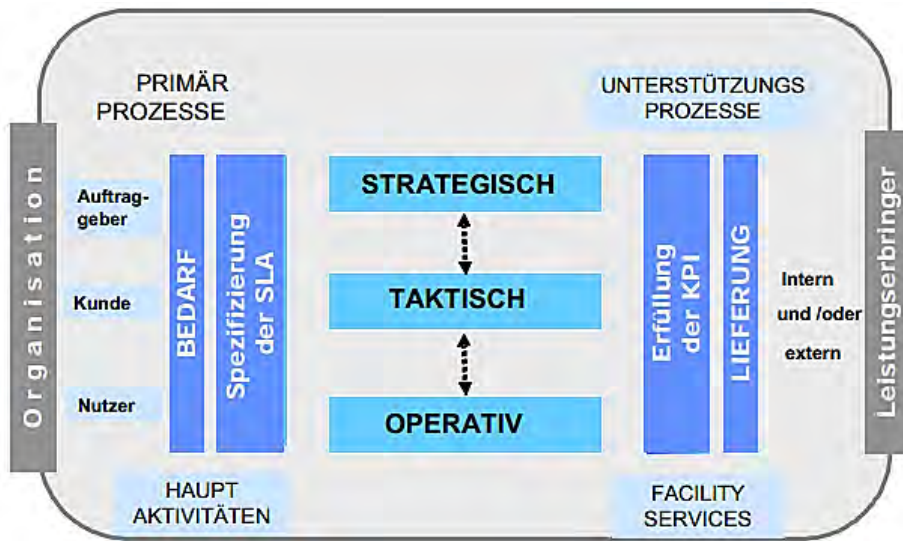 PRIMÄR
PROZESSE
UNTERSTÜTZUNGS
PROZESSE
Organisation
Auftrag-
geber
Kunde
Nutzer
BEDARF
Spezifizierung
der SLA
STRATEGISCH
TAKTISCH
OPERATIV
Erfüllung
der KPI
LIEFERUNG
Intern
und /oder
extern
Leistungserbringer
HAUPT
AKTIVITÄTEN
FACILITY
SERVICES